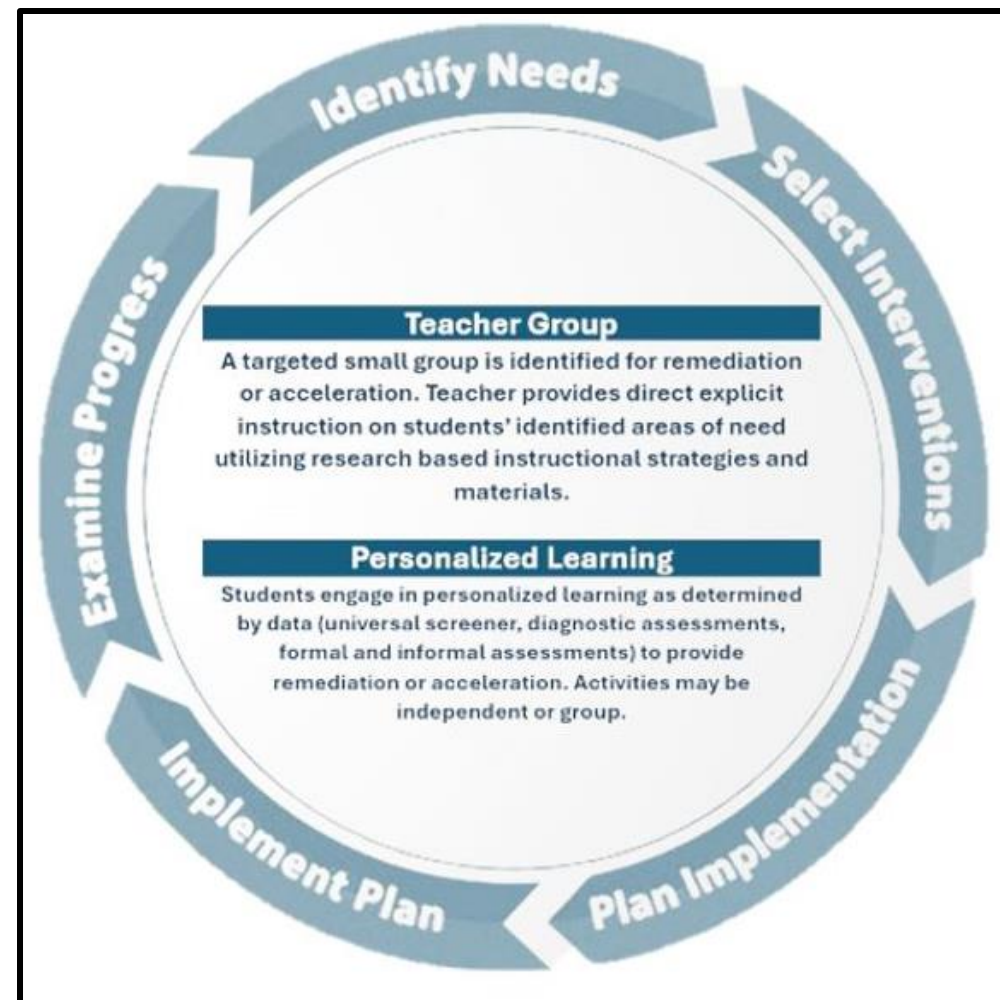 Identify Needs
Select Interventions
Plan Implementation
Implement Plan
Examine Progress
Teacher Group
A targeted small group is identified for remediation
or acceleration. Teacher provides direct explicit
instruction on students’ identified areas of need
utilizing research based instructional strategies and
materials.
Personalized Learning
Students engage in personalized learning as determined
by data (universal screener, diagnostic assessments,
formal and informal assessments) to provide
remediation or acceleration. Activities may be
independent or group.